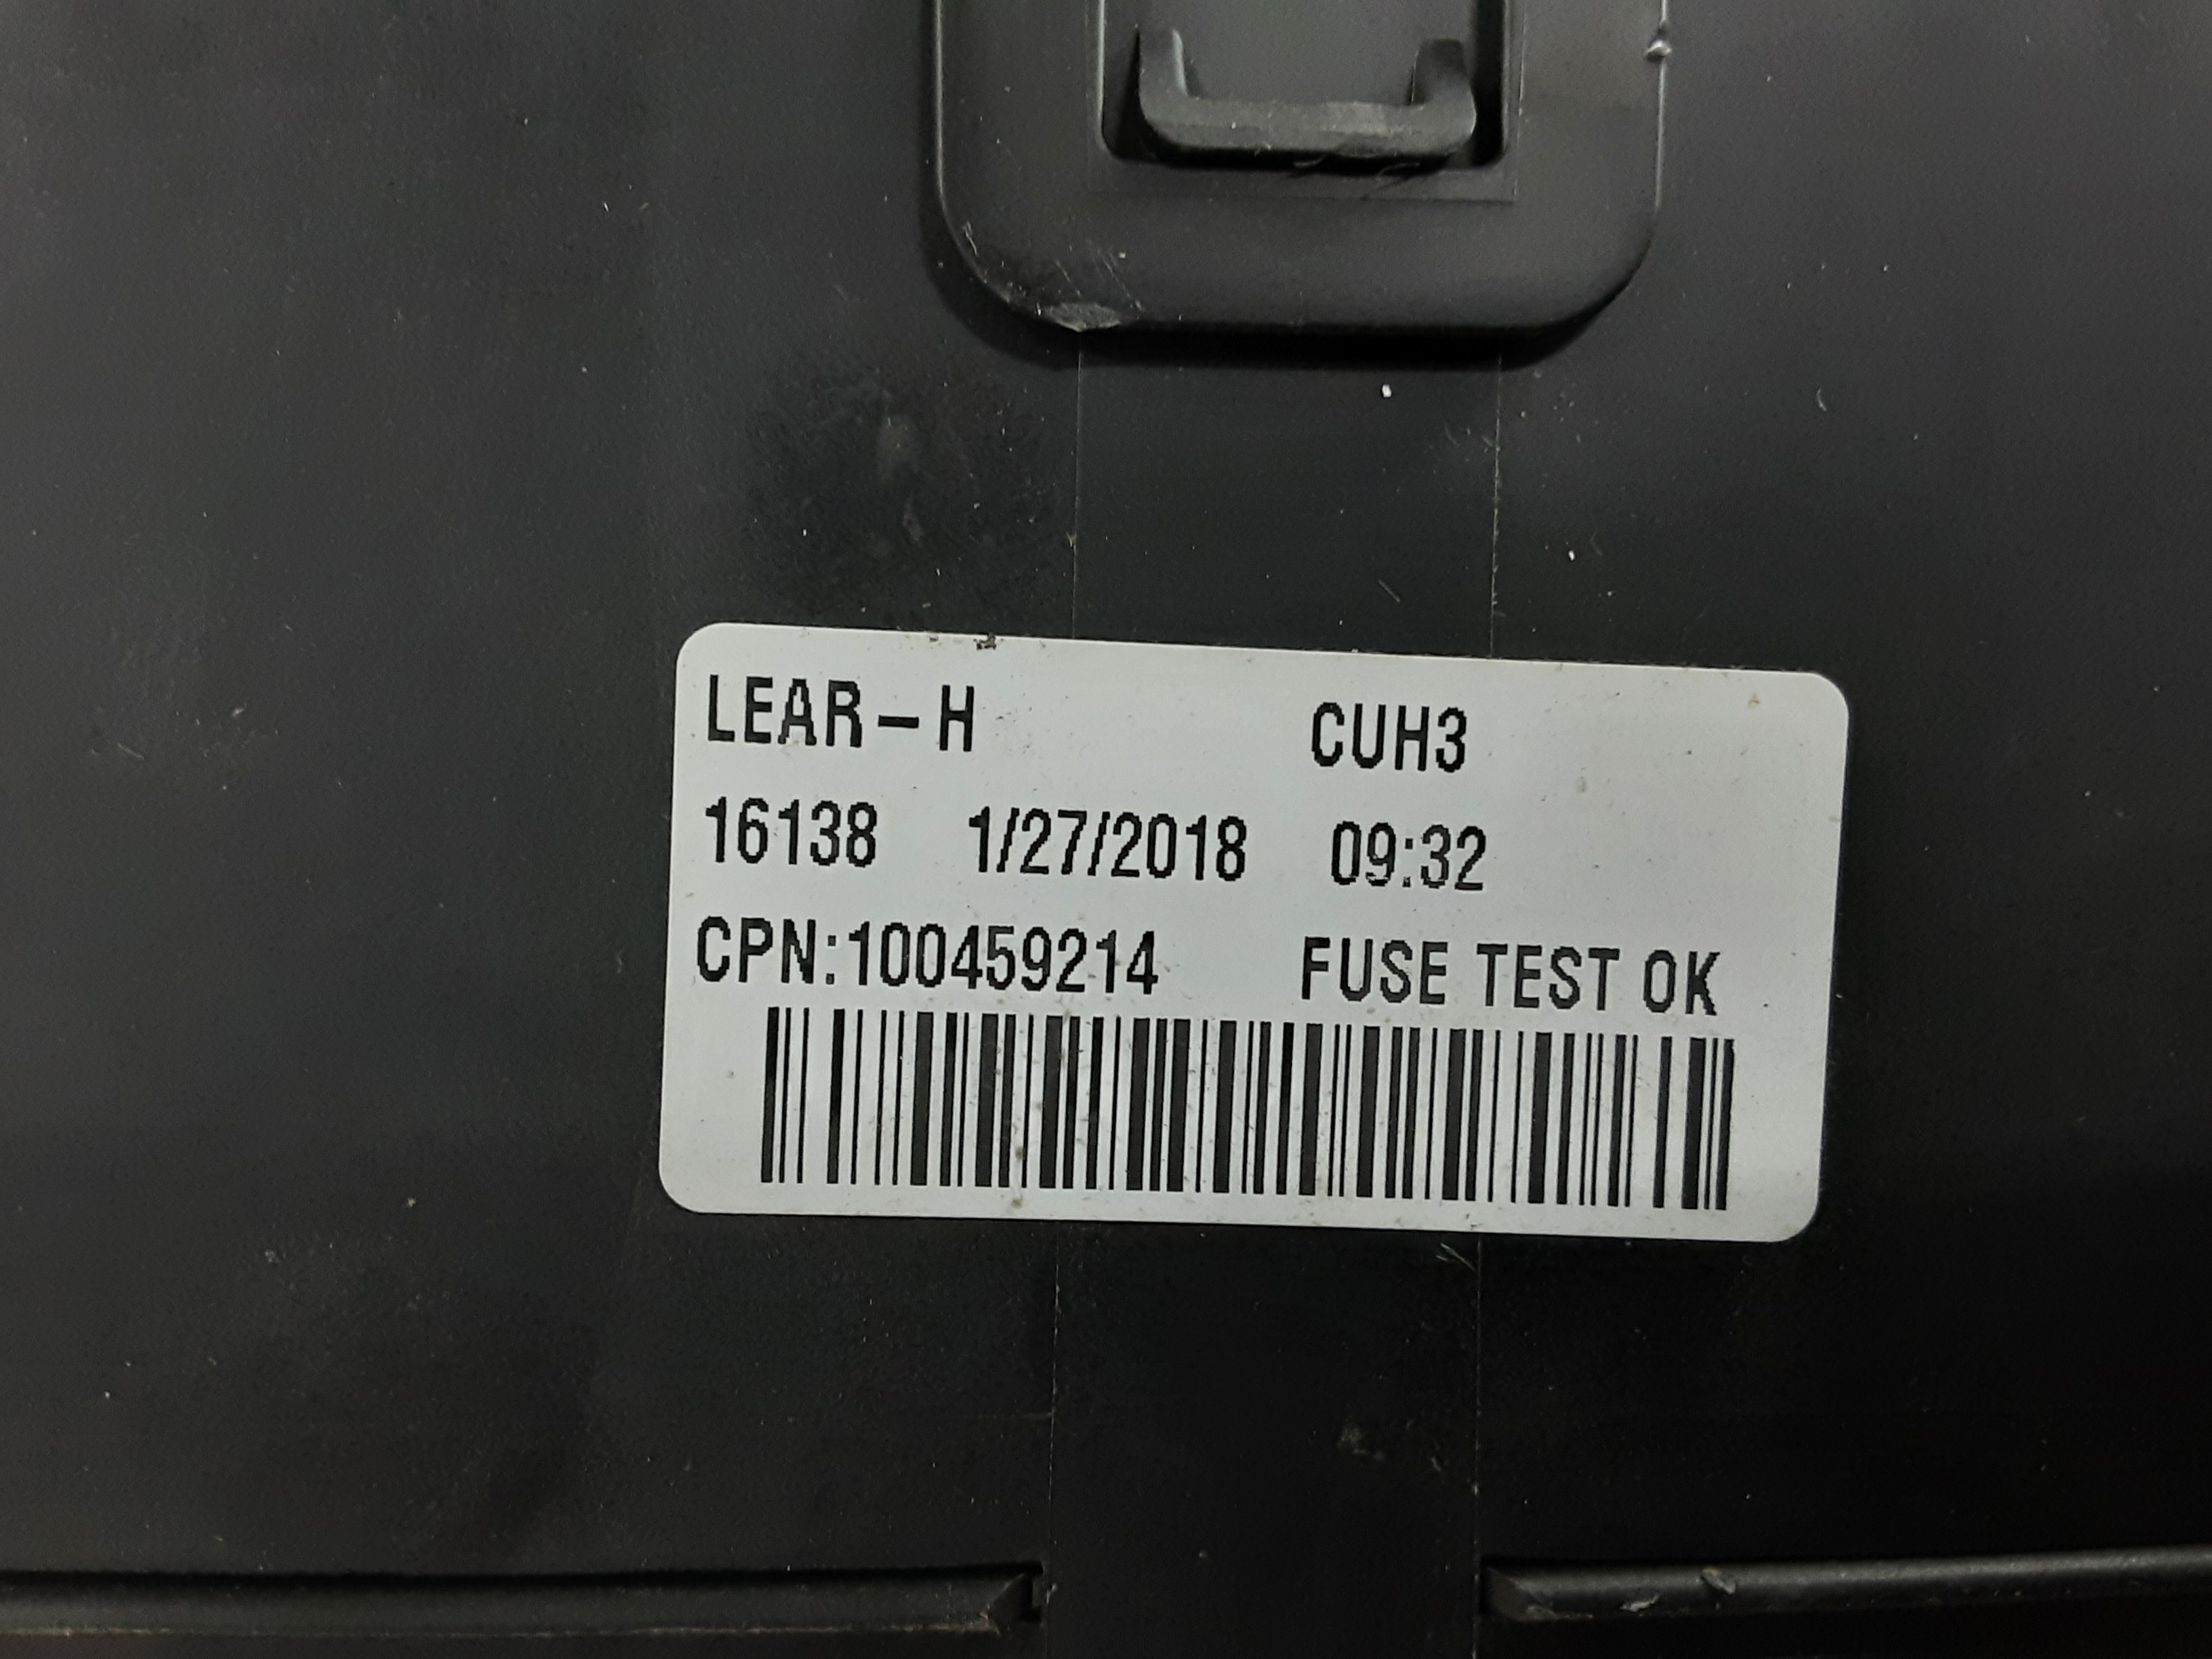 LEAR-H CUH3
16138 1/27/2018 09:32
CPN:100459214 FUSE TEST OK